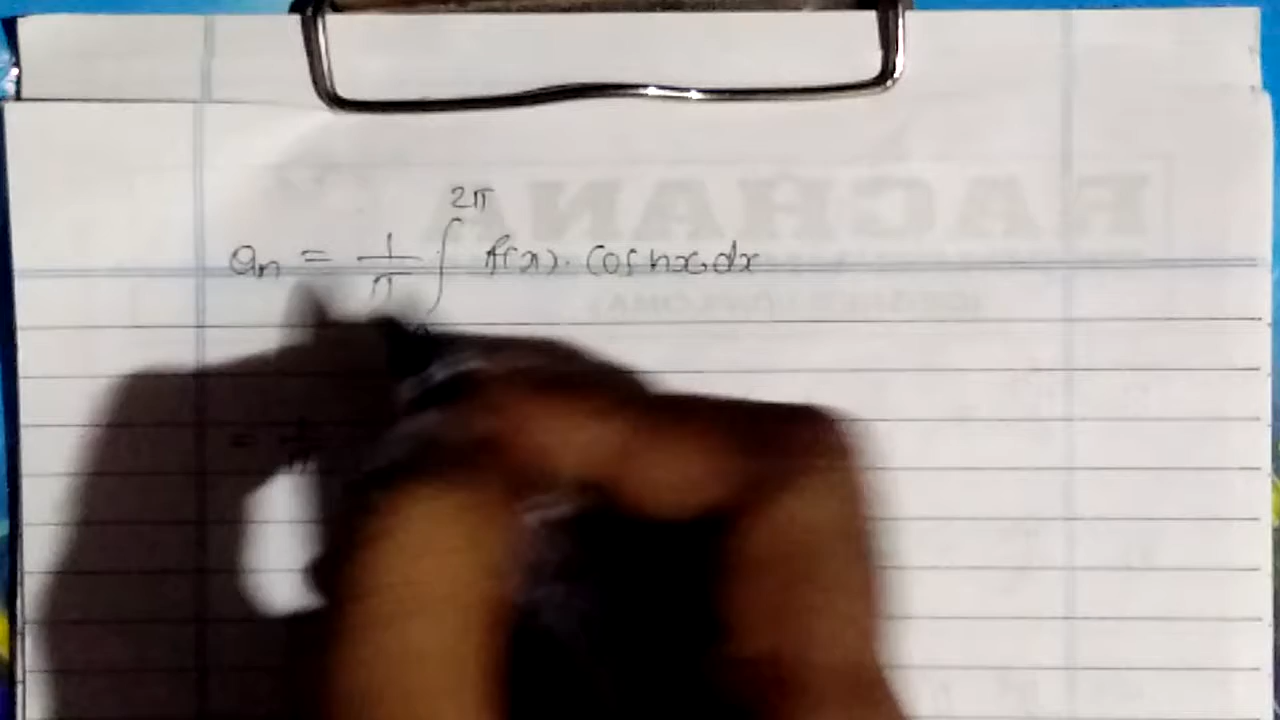 2π
aₙ = 1/π ∫ f(x). Cos nx dx
=